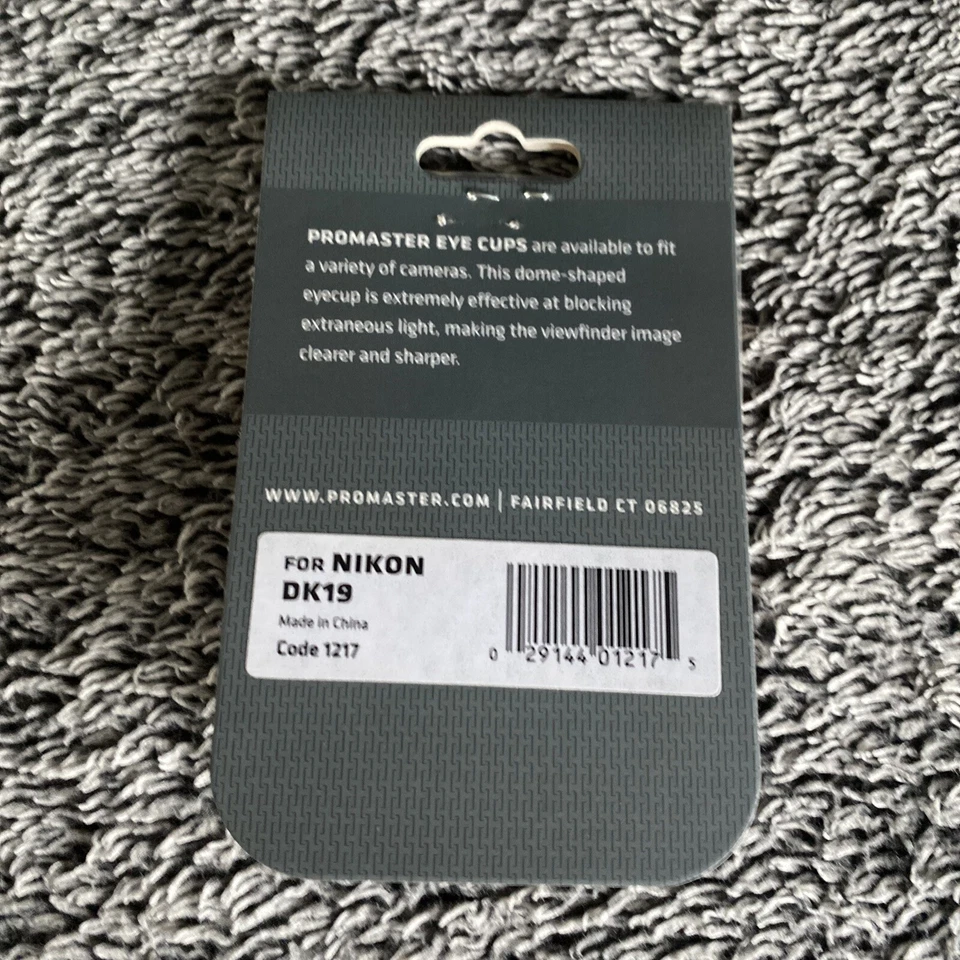 PROMASTER EYE CUPS are available to fit
a variety of cameras. This dome-shaped
eyecup is extremely effective at blocking
extraneous light, making the viewfinder image
clearer and sharper.
WWW.PROMASTER.COM | FAIRFIELD CT 06825
FOR NIKON
DK19
Made in China
Code 1217
0 29144 01217 5